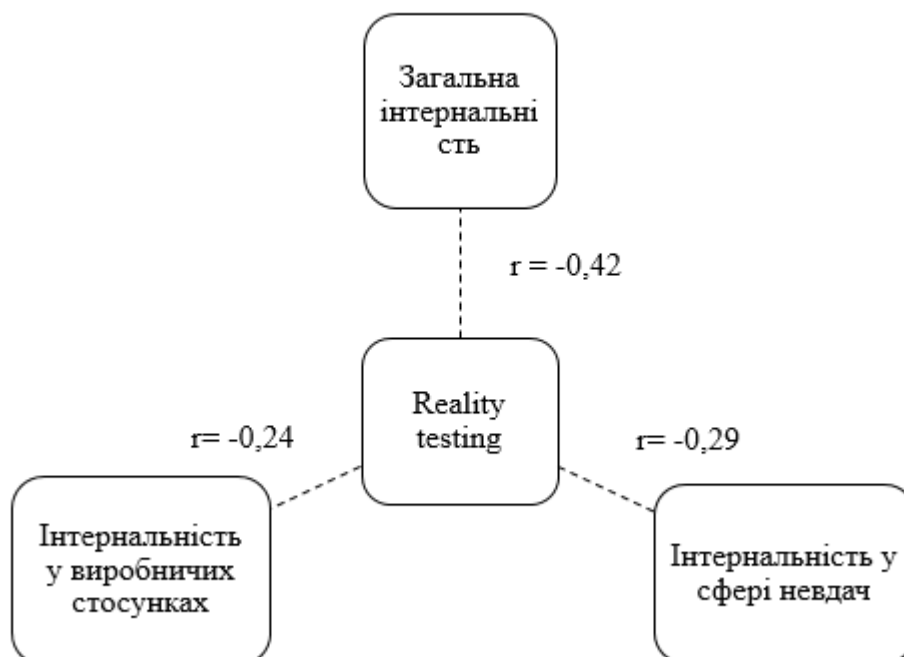 Загальна
інтернальні
сть
r = -0,42
Reality
testing
r= -0,24
r= -0,29
Інтернальність
у виробничих
стосунках
Інтернальність у
сфері невдач